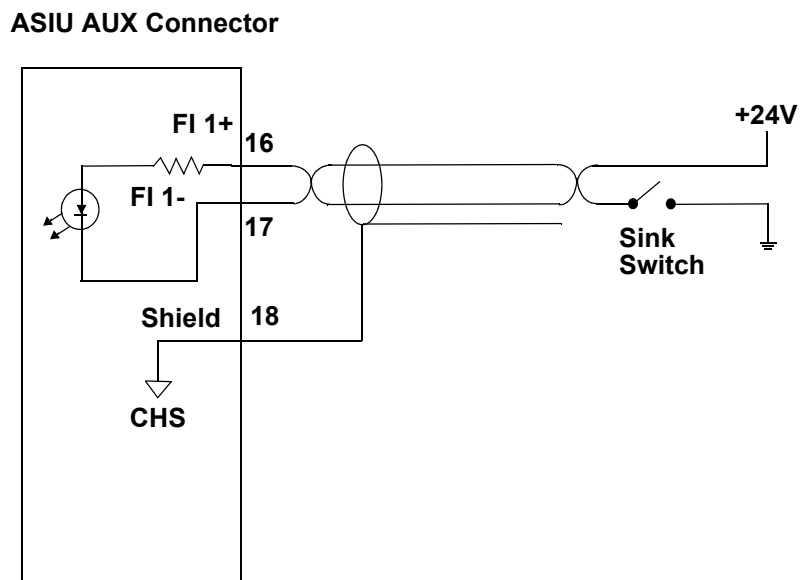 ASIU AUX Connector
+24V
FI 1+
16
FI 1-
17
Sink
Switch
Shield
18
CHS